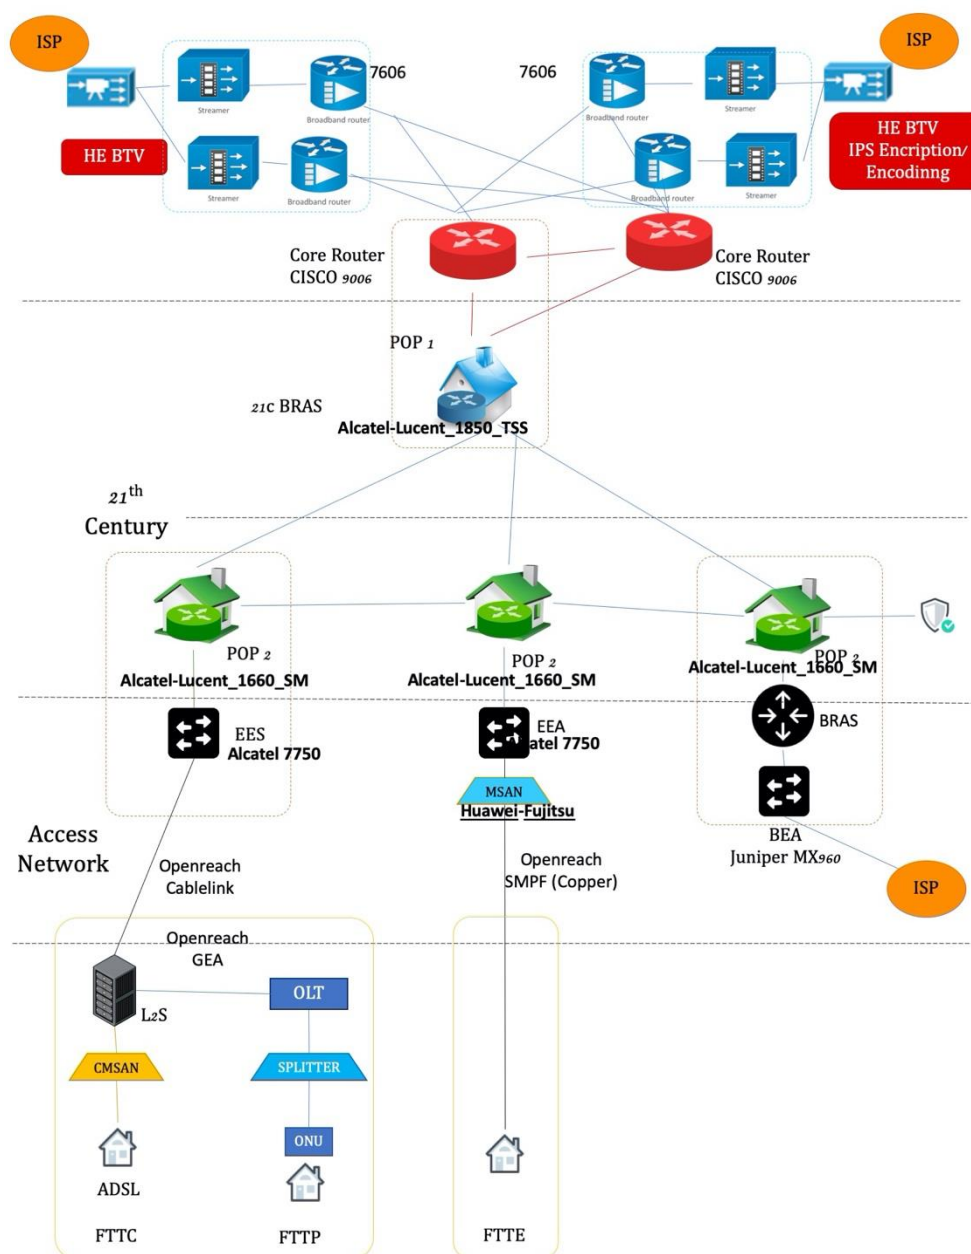 ISP
ISP
7606
7606
Streamer
Broadband router
Broadband router
Streamer
HE BTV
HE BTV
IPS Encription/
Encodinng
Streamer
Broadband router
Broadband router
Streamer
Core Router
CISCO 9006
Core Router
CISCO 9006
POP 1
21c BRAS
Alcatel-Lucent_1850_TSS
21th
Century
POP 2
Alcatel-Lucent_1660_SM
POP 2
Alcatel-Lucent_1660_SM
POP 2
Alcatel-Lucent_1660_SM
EES
Alcatel 7750
EEA
Alcatel 7750
BRAS
MSAN
Huawei-Fujitsu
Access
Network
BEA
Juniper MX960
Openreach
Cablelink
Openreach
SMPF (Copper)
ISP
Openreach
GEA
L2S
OLT
CMSAN
SPLITTER
ONU
ADSL
FTTC
FTTP
FTTE